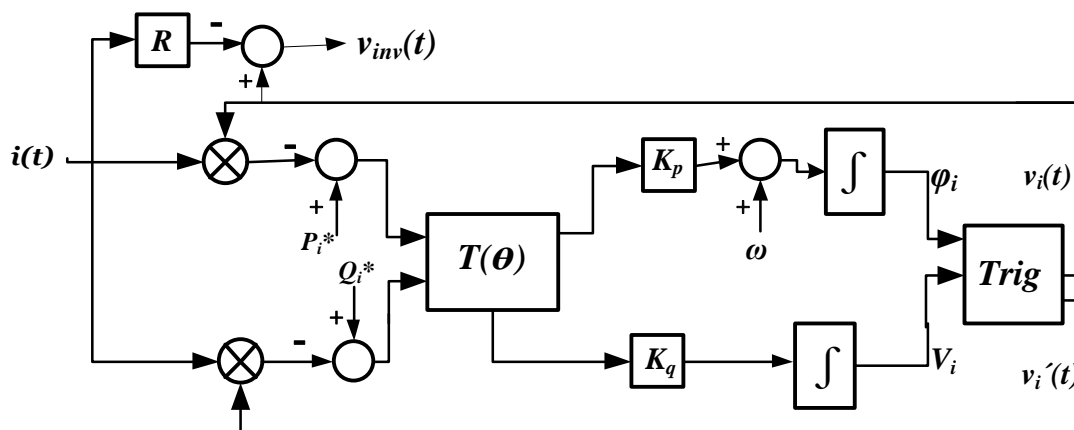 R
- 
v_inv(t)
+
i(t)
-
+
P_i*
Q_i*
+
-
T(θ)
K_p
+
+
ω
∫
φ_i
v_i(t)
Trig
K_q
∫
V_i
v_i´(t)